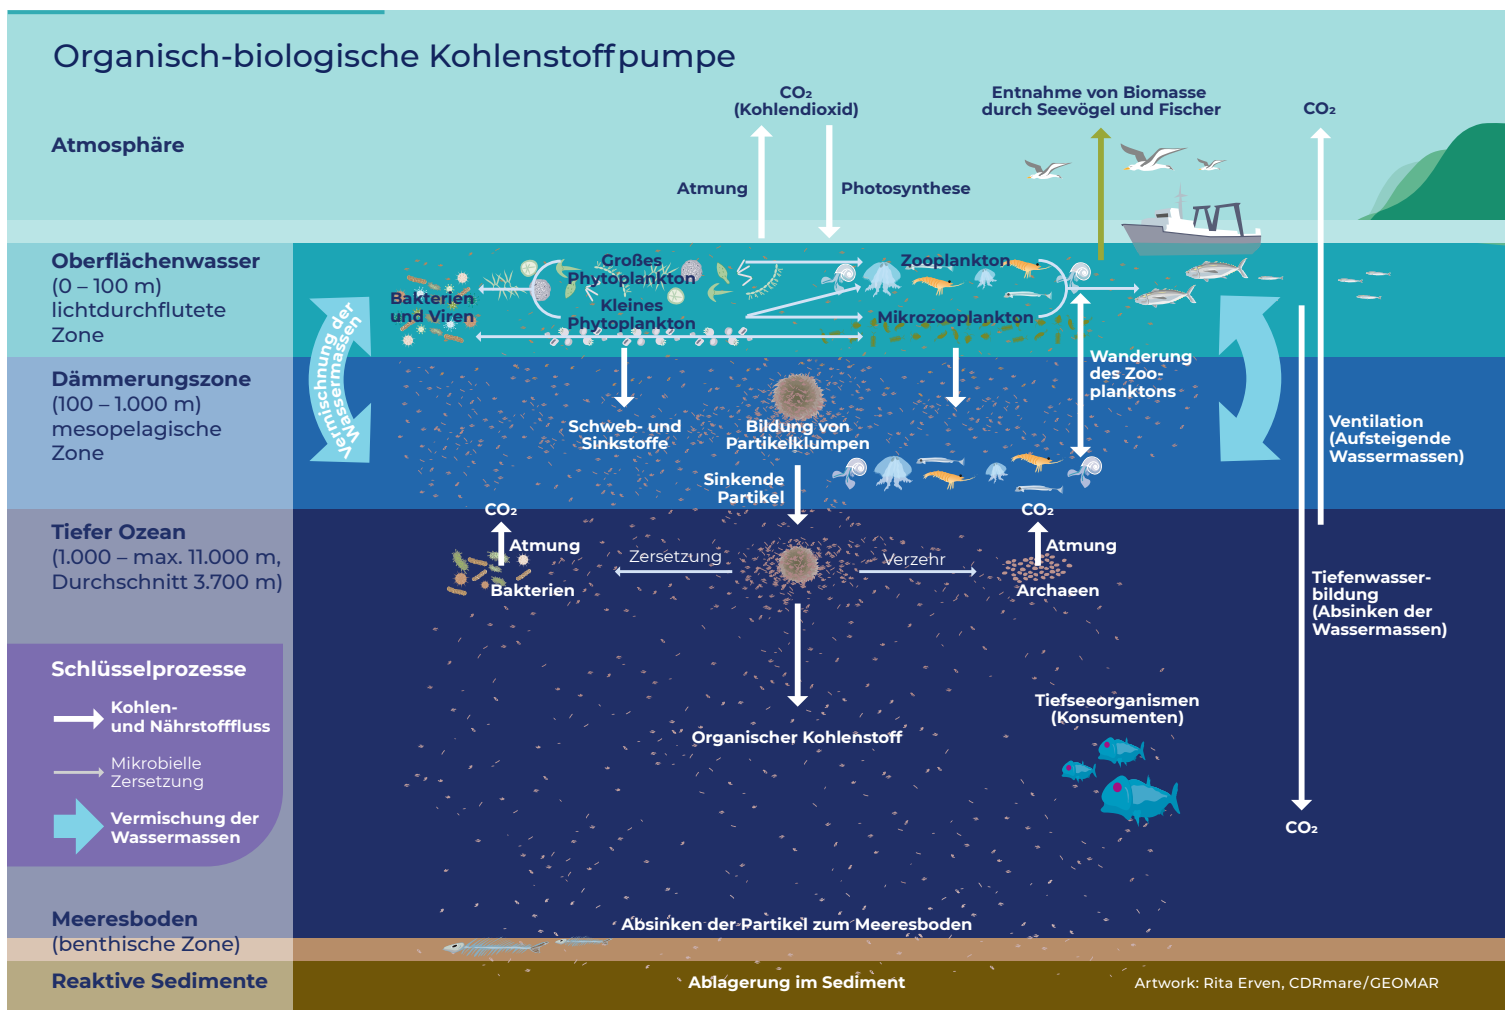 Organisch-biologische Kohlenstoffpumpe
CO₂
(Kohlendioxid)
Entnahme von Biomasse
durch Seevögel und Fischer
CO₂
Atmosphäre
Atmung
Photosynthese
Oberflächenwasser
(0 – 100 m)
lichtdurchflutete
Zone
Großes
Phytoplankton
Zooplankton
Bakterien
und Viren
Kleines
Phytoplankton
Mikrozooplankton
Vermischnung der
Wassermassen
Dämmerungszone
(100 – 1.000 m)
mesopelagische
Zone
Wanderung
des Zoo-
planktons
Schweb- und
Sinkstoffe
Bildung von
Partikelklumpen
Ventilation
(Aufsteigende
Wassermassen)
Sinkende
Partikel
Tiefer Ozean
(1.000 – max. 11.000 m,
Durchschnitt 3.700 m)
CO₂
Atmung
Bakterien
Zersetzung
Verzehr
CO₂
Atmung
Archaeen
Tiefenwasser-
bildung
(Absinken der
Wassermassen)
Schlüsselprozesse
Kohlen-
und Nährstofffluss
Mikrobielle
Zersetzung
Vermischung der
Wassermassen
Organischer Kohlenstoff
Tiefseeorganismen
(Konsumenten)
CO₂
Meeresboden
(benthische Zone)
Absinken der Partikel zum Meeresboden
Reaktive Sedimente
Ablagerung im Sediment
Artwork: Rita Erven, CDRmare/GEOMAR